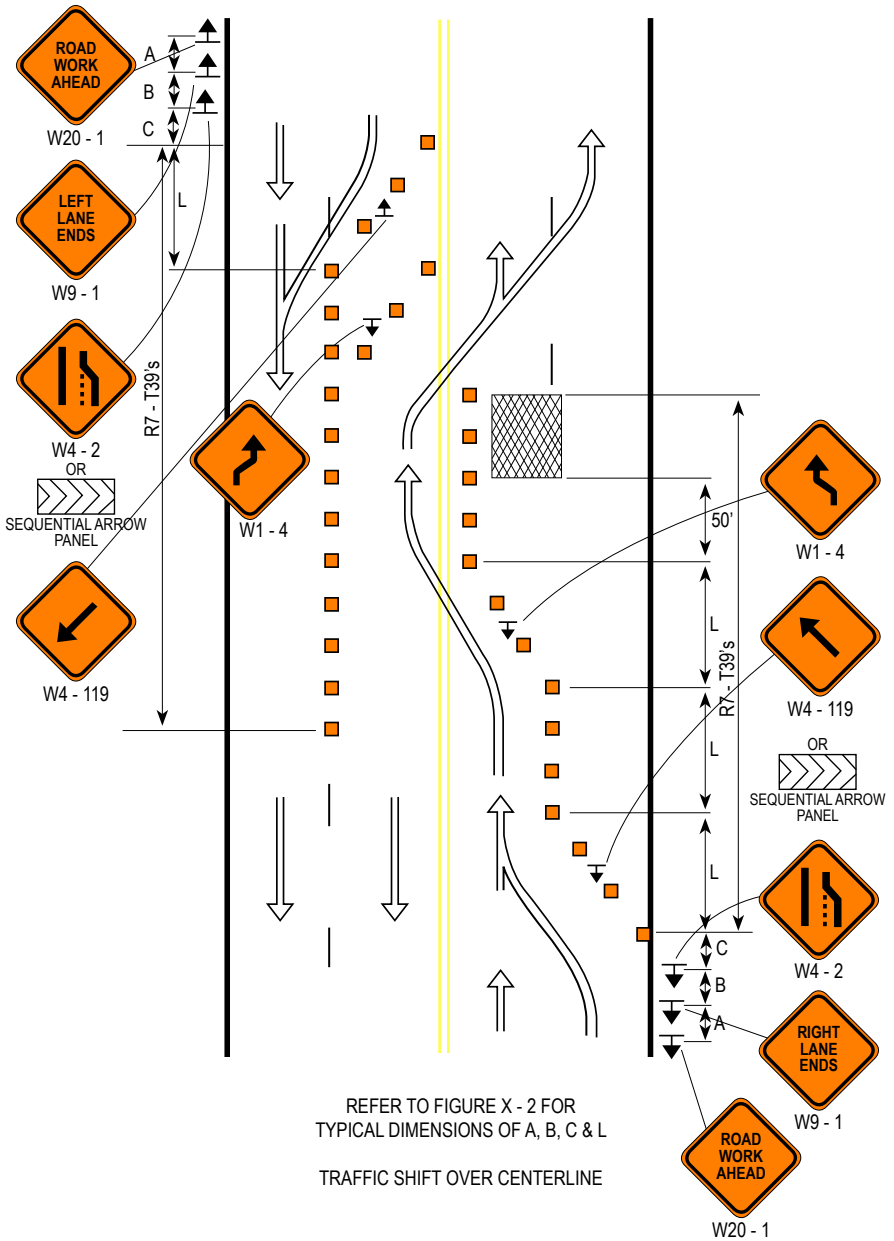 ROAD
WORK
AHEAD
W20 - 1
A
B
C
L
LEFT
LANE
ENDS
W9 - 1
R7 - T39's
W4 - 2
OR
SEQUENTIAL ARROW
PANEL
W1 - 4
W4 - 119
50'
W1 - 4
L
R7 - T39's
W4 - 119
L
OR
SEQUENTIAL ARROW
PANEL
L
W4 - 2
C
B
A
RIGHT
LANE
ENDS
W9 - 1
ROAD
WORK
AHEAD
W20 - 1
REFER TO FIGURE X - 2 FOR
TYPICAL DIMENSIONS OF A, B, C & L
TRAFFIC SHIFT OVER CENTERLINE